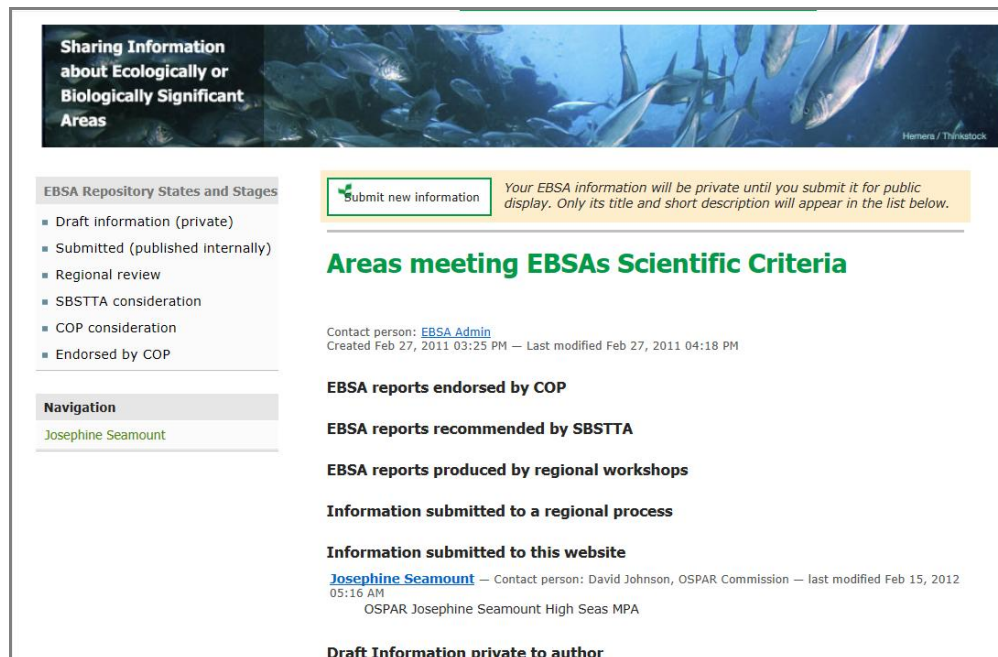 Sharing Information
about Ecologically or
Biologically Significant
Areas
Hemera / Thinkstock
EBSA Repository States and Stages
Draft information (private)
Submitted (published internally)
Regional review
SBSTTA consideration
COP consideration
Endorsed by COP
Navigation
Josephine Seamount
Submit new information
Your EBSA information will be private until you submit it for public
display. Only its title and short description will appear in the list below.
Areas meeting EBSAs Scientific Criteria
Contact person: EBSA Admin
Created Feb 27, 2011 03:25 PM — Last modified Feb 27, 2011 04:18 PM
EBSA reports endorsed by COP
EBSA reports recommended by SBSTTA
EBSA reports produced by regional workshops
Information submitted to a regional process
Information submitted to this website
Josephine Seamount — Contact person: David Johnson, OSPAR Commission — last modified Feb 15, 2012
05:16 AM
OSPAR Josephine Seamount High Seas MPA
Draft Information private to author